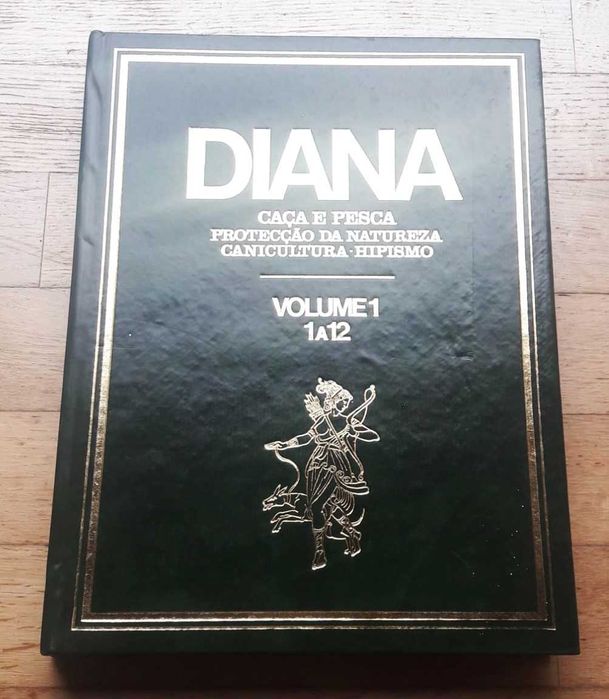 DIANA
CAÇA E PESCA
PROTECÇÃO DA NATUREZA
CANICULTURA·HIPISMO
VOLUME 1
1 A 12